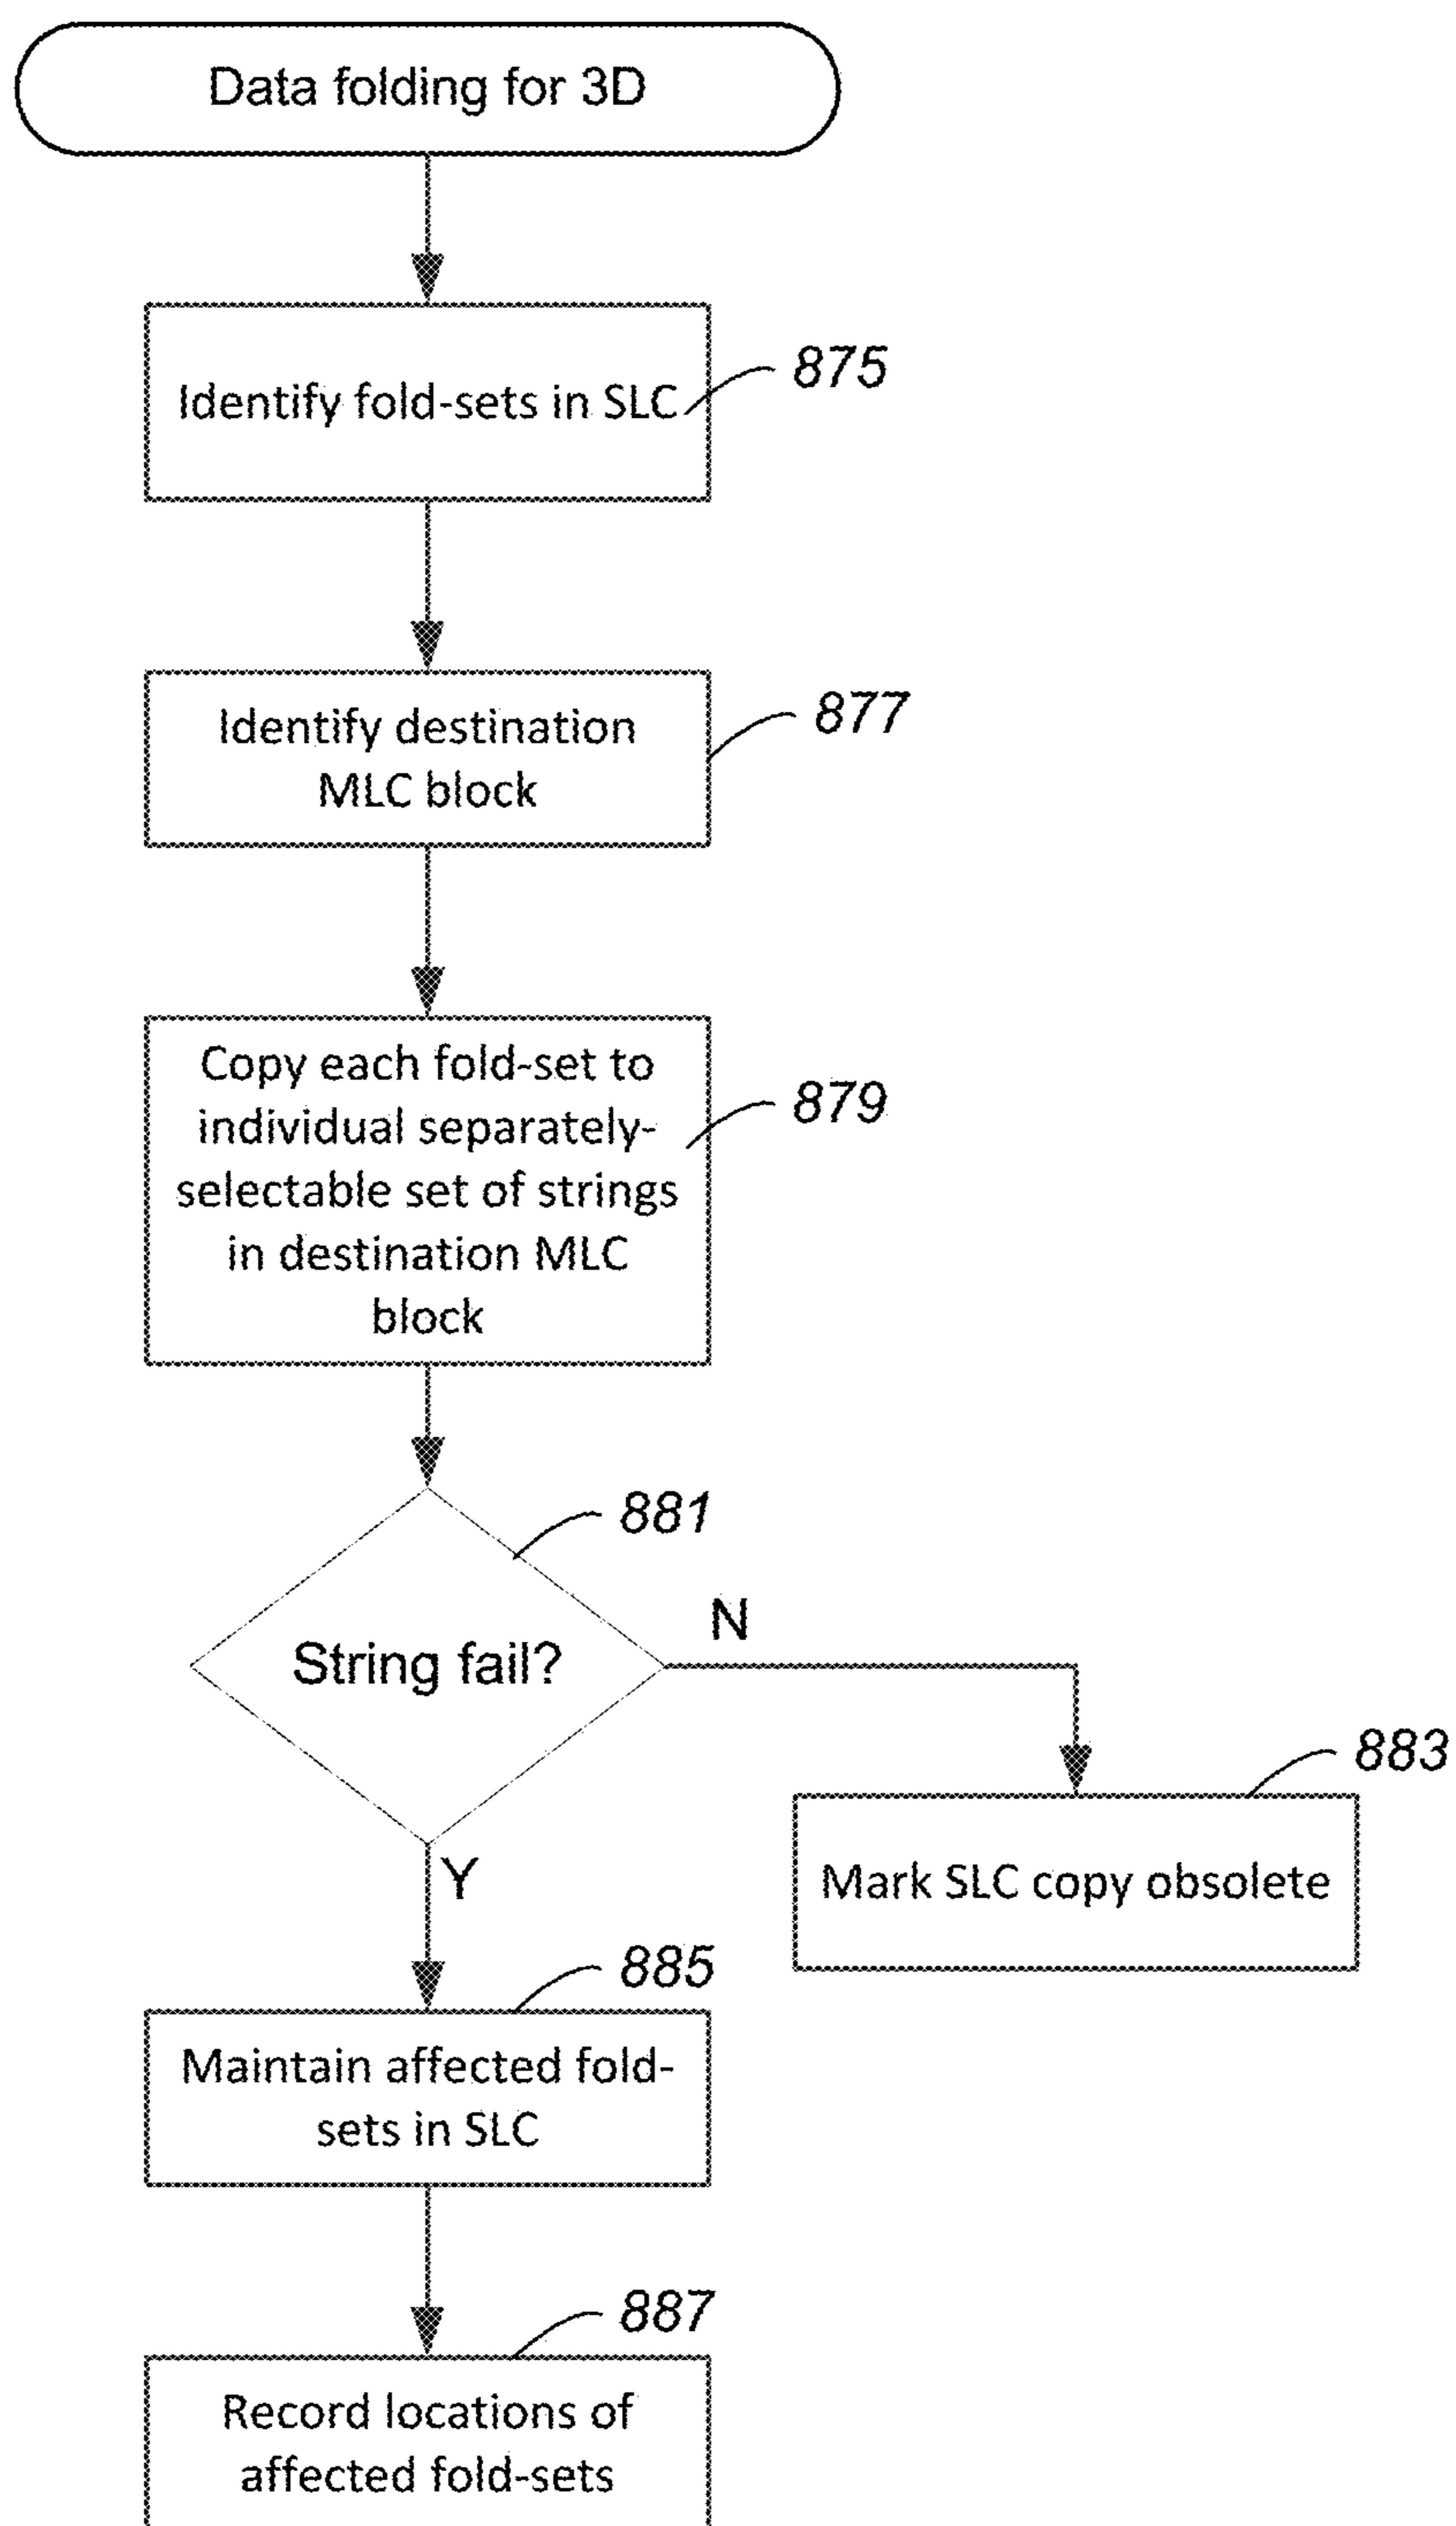 Data folding for 3D
Identify fold-sets in SLC
875
Identify destination
MLC block
877
Copy each fold-set to
individual separately-
selectable set of strings
in destination MLC
block
879
881
String fail?
N
Y
883
Mark SLC copy obsolete
885
Maintain affected fold-
sets in SLC
887
Record locations of
affected fold-sets